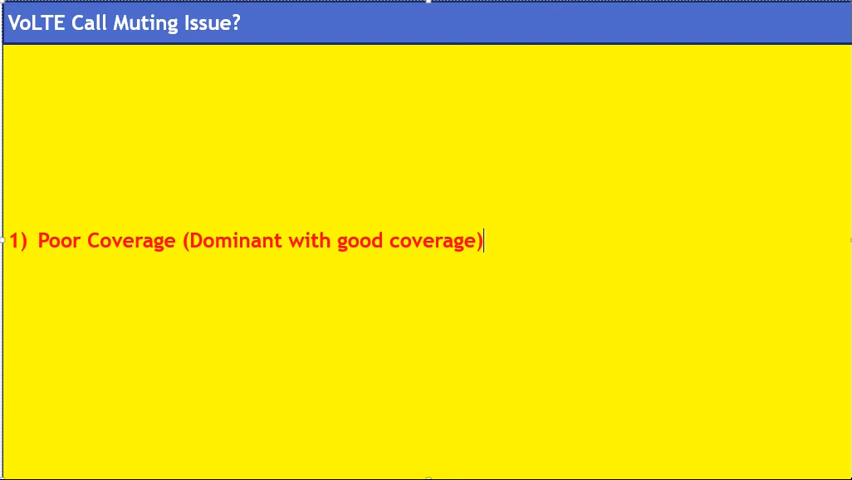 VoLTE Call Muting Issue?
1) Poor Coverage (Dominant with good coverage)